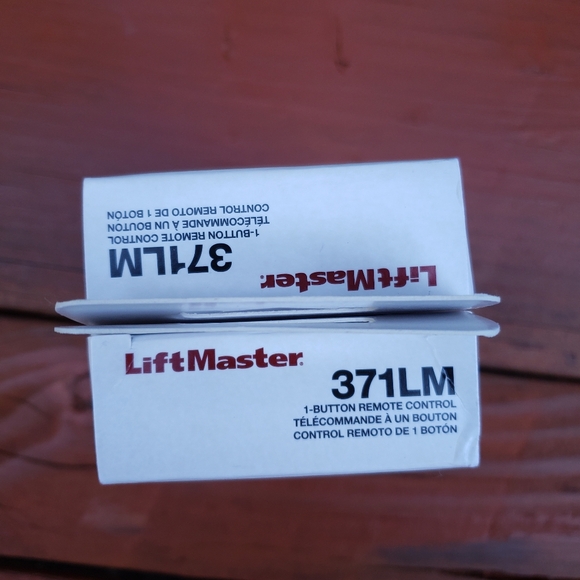 CONTROL REMOTO DE 1 BOTÓN
TÉLÉCOMMANDE À UN BOUTON
1-BUTTON REMOTE CONTROL
371LM
LiftMaster
LiftMaster
371LM
1-BUTTON REMOTE CONTROL
TÉLÉCOMMANDE À UN BOUTON
CONTROL REMOTO DE 1 BOTÓN